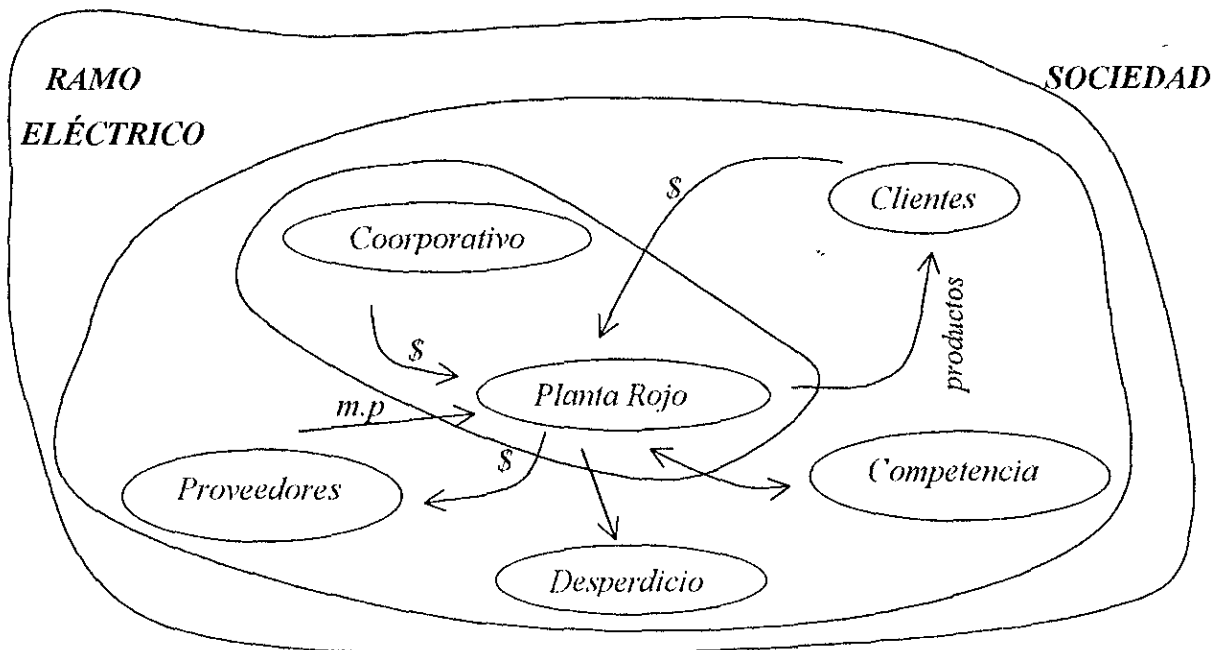 RAMO
ELÉCTRICO
SOCIEDAD
$
Clientes
Coorporativo
$
productos
Planta Rojo
m.p
$
Proveedores
Competencia
Desperdicio